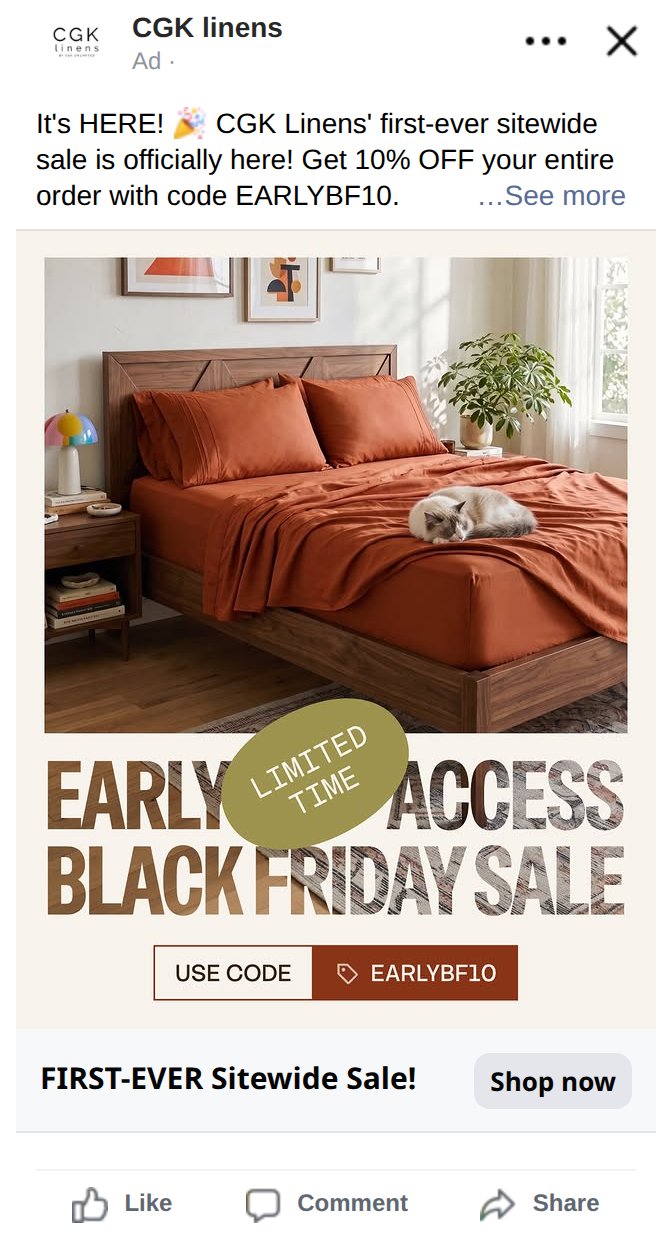 CGK linens
CGK
linens
Ad ·
It's HERE! 🎉 CGK Linens' first-ever sitewide
sale is officially here! Get 10% OFF your entire
order with code EARLYBF10. ...See more
LIMITED
TIME
EARLY ACCESS
BLACK FRIDAY SALE
USE CODE EARLYBF10
FIRST-EVER Sitewide Sale! Shop now
Like Comment Share